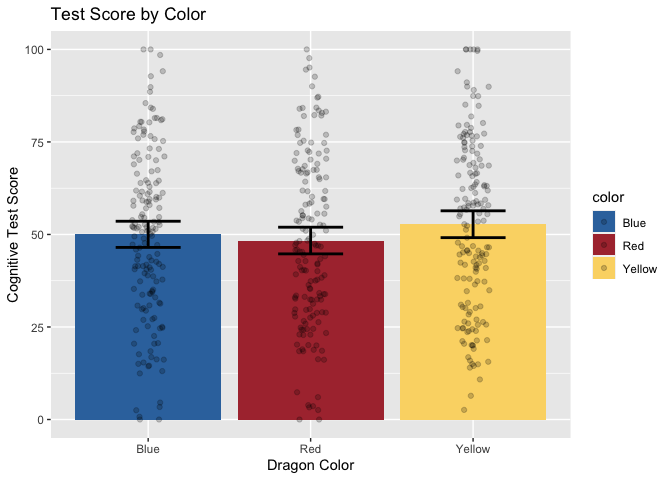 Test Score by Color
100
75
50
25
0
Cognitive Test Score
Blue Red Yellow
Dragon Color
color
Blue
Red
Yellow